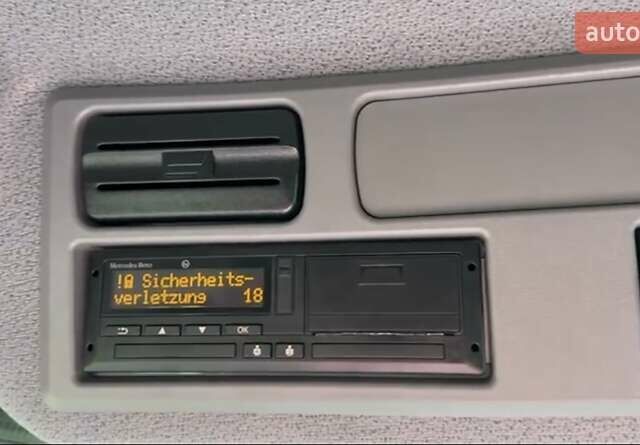 auto
Mercedes-Benz
! Sicherheits-
verletzung 18
OK